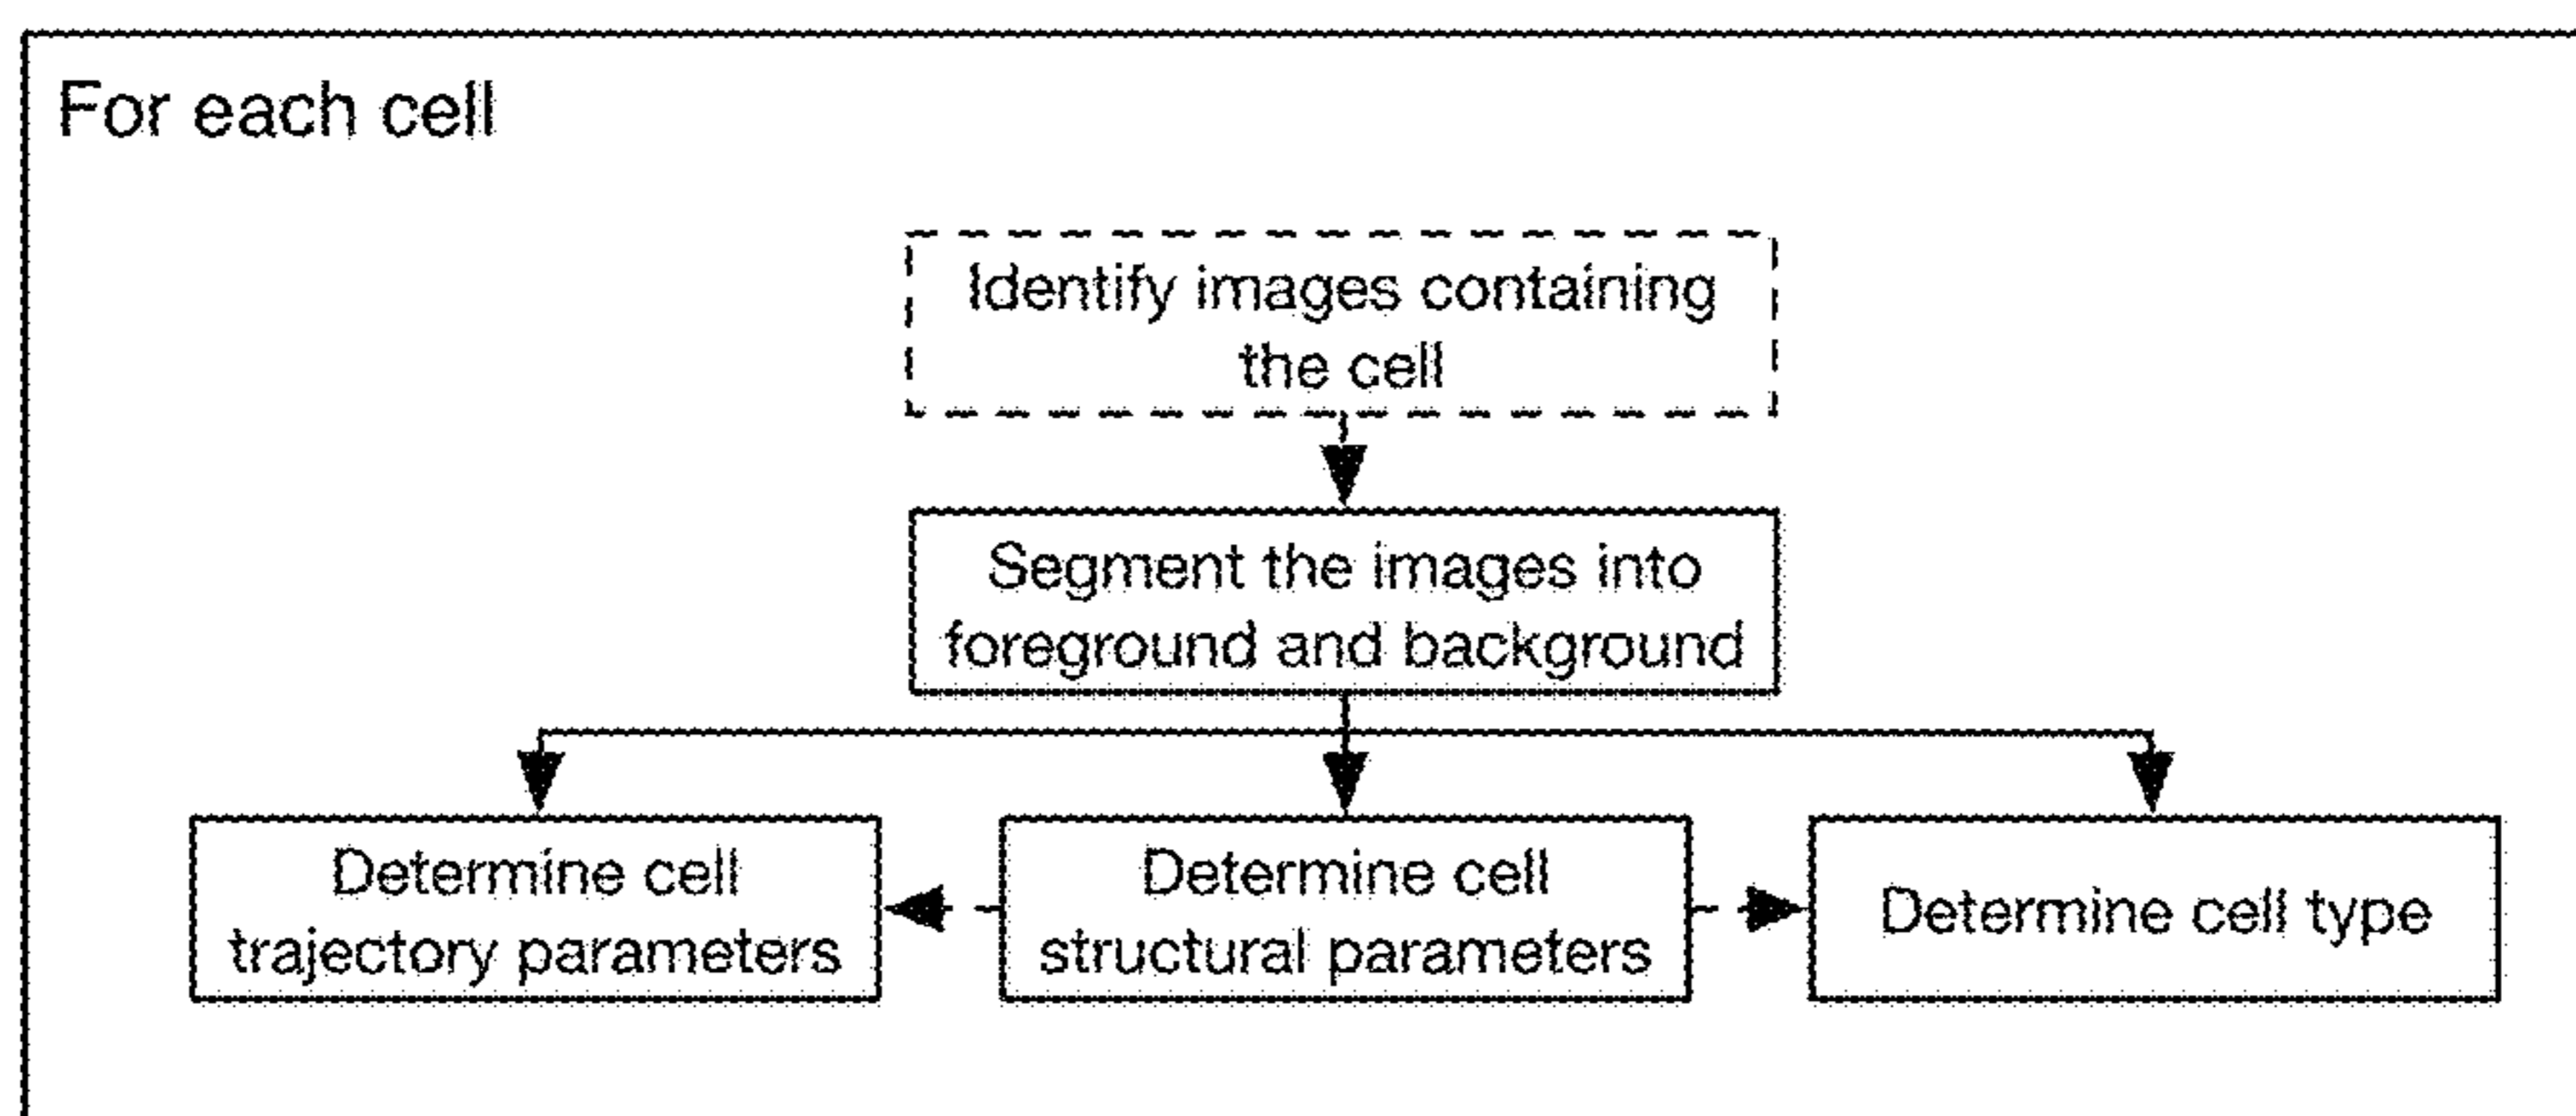 For each cell
Identify images containing
the cell
Segment the images into
foreground and background
Determine cell
trajectory parameters
Determine cell
structural parameters
Determine cell type